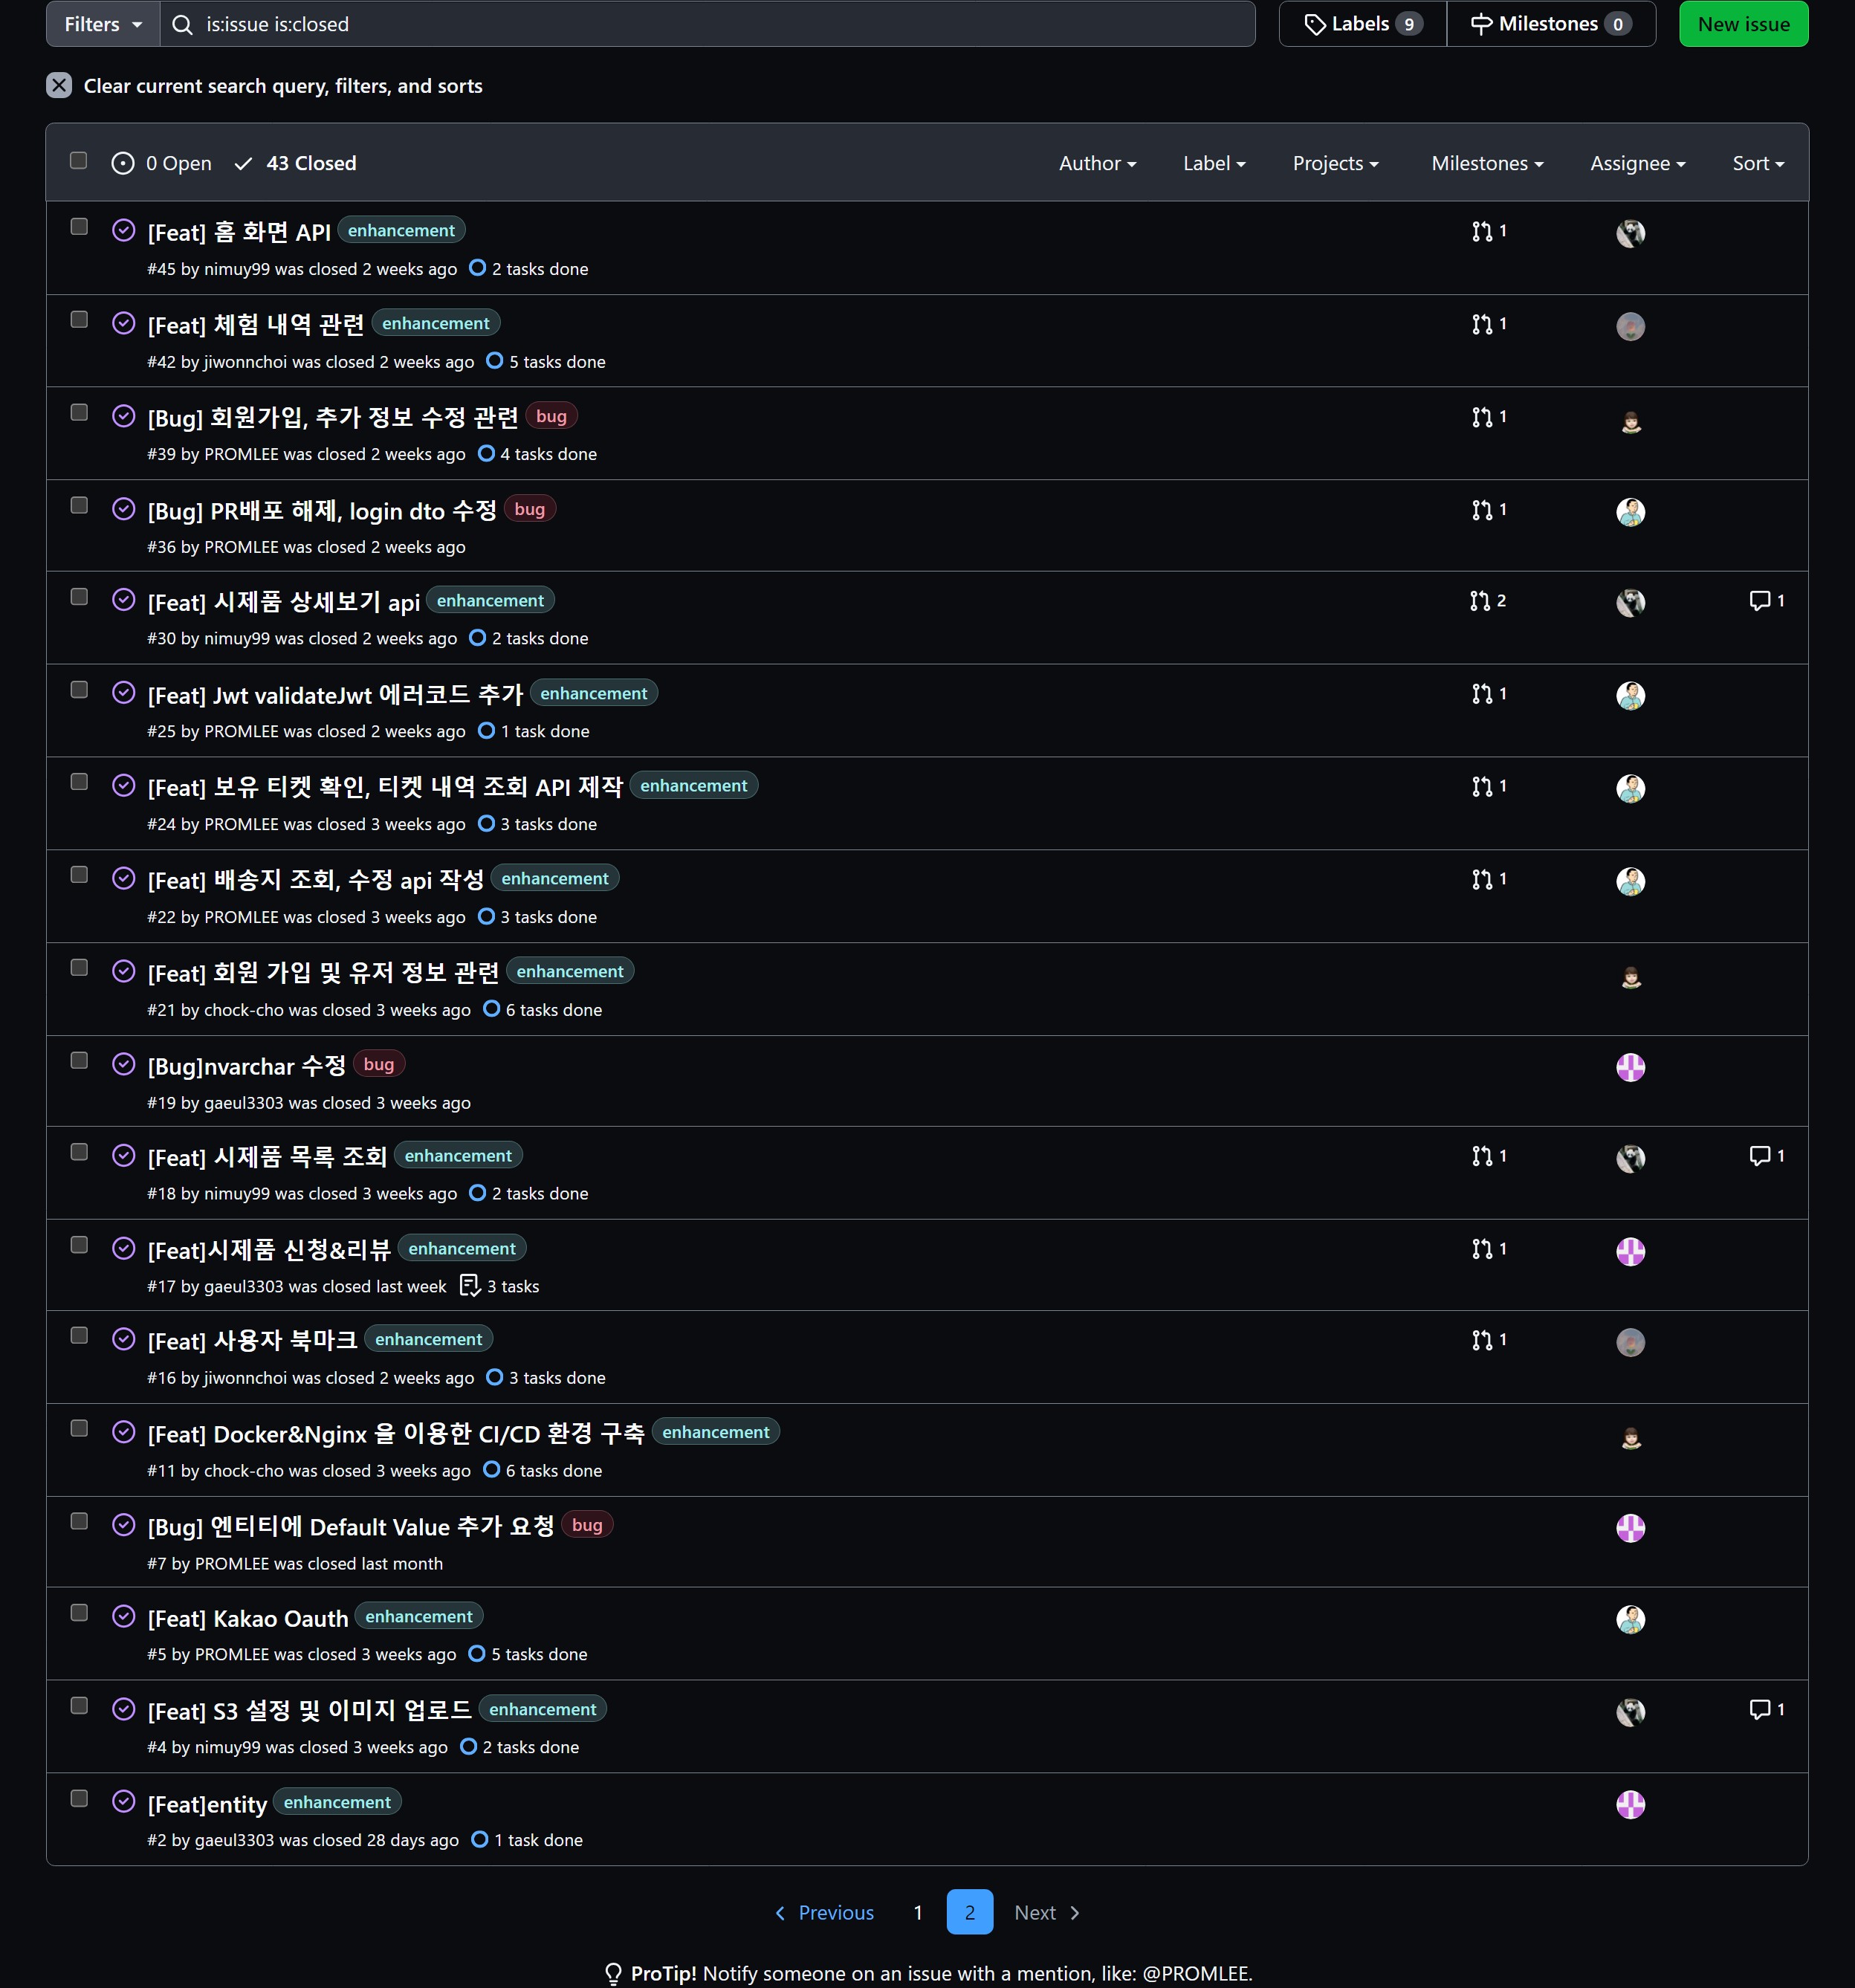 Filters is:issue is:closed Labels 9 Milestones 0 New issue
Clear current search query, filters, and sorts
0 Open 43 Closed Author Label Projects Milestones Assignee Sort
[Feat] 홈 화면 API enhancement 1
#45 by nimuy99 was closed 2 weeks ago 2 tasks done
[Feat] 체험 내역 관련 enhancement 1
#42 by jiwonnchoi was closed 2 weeks ago 5 tasks done
[Bug] 회원가입, 추가 정보 수정 관련 bug 1
#39 by PROMLEE was closed 2 weeks ago 4 tasks done
[Bug] PR배포 해제, login dto 수정 bug 1
#36 by PROMLEE was closed 2 weeks ago
[Feat] 시제품 상세보기 api enhancement 2 1
#30 by nimuy99 was closed 2 weeks ago 2 tasks done
[Feat] Jwt validateJwt 에러코드 추가 enhancement 1
#25 by PROMLEE was closed 2 weeks ago 1 task done
[Feat] 보유 티켓 확인, 티켓 내역 조회 API 제작 enhancement 1
#24 by PROMLEE was closed 3 weeks ago 3 tasks done
[Feat] 배송지 조회, 수정 api 작성 enhancement 1
#22 by PROMLEE was closed 3 weeks ago 3 tasks done
[Feat] 회원 가입 및 유저 정보 관련 enhancement
#21 by chock-cho was closed 3 weeks ago 6 tasks done
[Bug]nvarchar 수정 bug
#19 by gaeul3303 was closed 3 weeks ago
[Feat] 시제품 목록 조회 enhancement 1 1
#18 by nimuy99 was closed 3 weeks ago 2 tasks done
[Feat]시제품 신청&리뷰 enhancement 1
#17 by gaeul3303 was closed last week 3 tasks
[Feat] 사용자 북마크 enhancement 1
#16 by jiwonnchoi was closed 2 weeks ago 3 tasks done
[Feat] Docker&Nginx 을 이용한 CI/CD 환경 구축 enhancement
#11 by chock-cho was closed 3 weeks ago 6 tasks done
[Bug] 엔티티에 Default Value 추가 요청 bug
#7 by PROMLEE was closed last month
[Feat] Kakao Oauth enhancement
#5 by PROMLEE was closed 3 weeks ago 5 tasks done
[Feat] S3 설정 및 이미지 업로드 enhancement 1
#4 by nimuy99 was closed 3 weeks ago 2 tasks done
[Feat]entity enhancement
#2 by gaeul3303 was closed 28 days ago 1 task done
Previous 1 2 Next
ProTip! Notify someone on an issue with a mention, like: @PROMLEE.